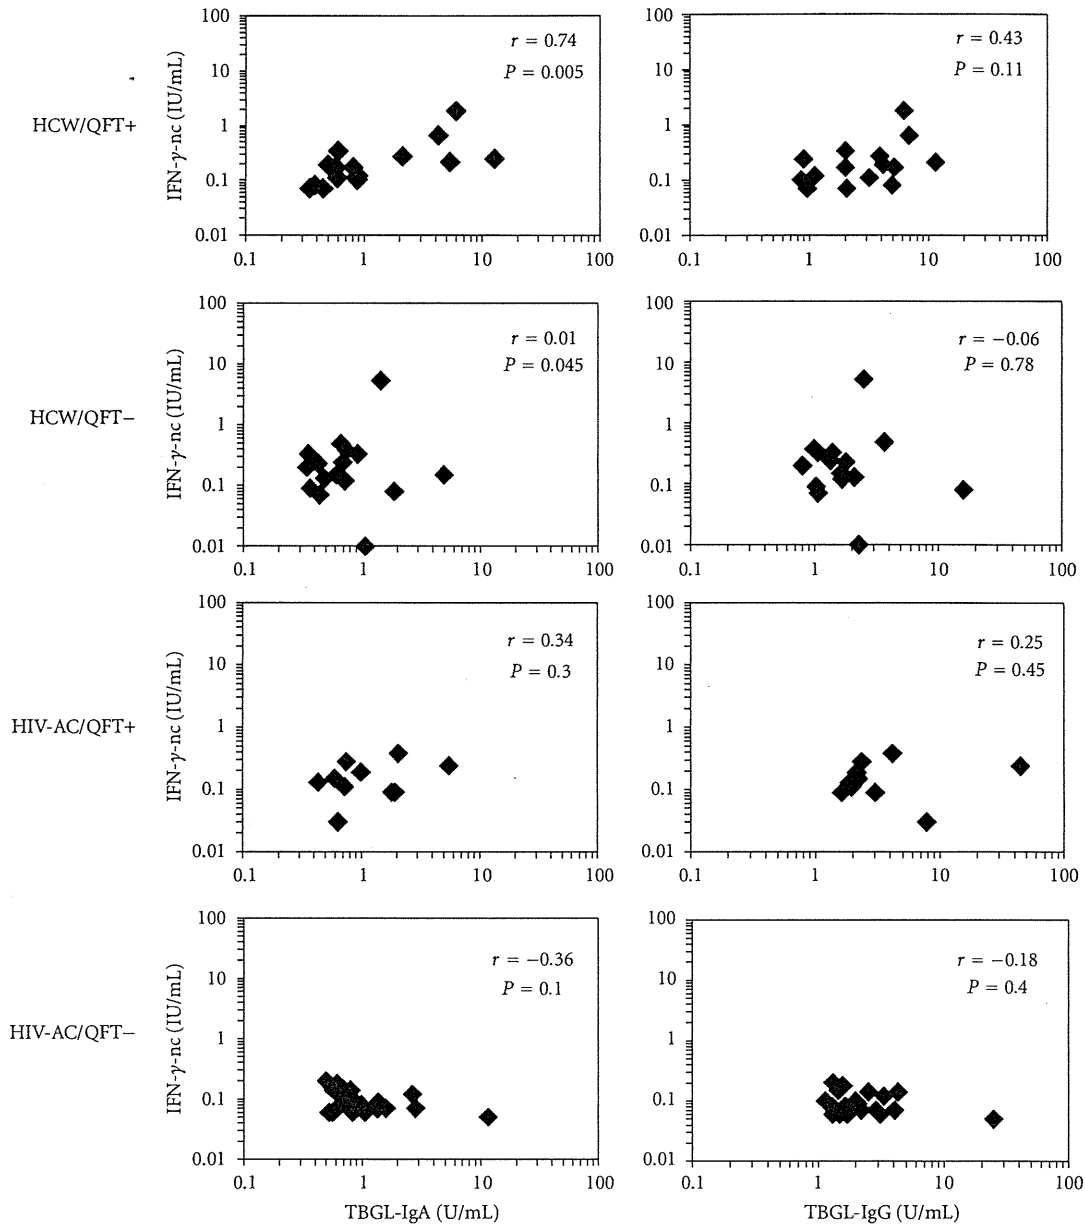 HCW/QFT+
IFN-γ-nc (IU/mL)
100
10
1
0.1
0.01
r = 0.74
P = 0.005
0.1 1 10 100
100
10
1
0.1
0.01
r = 0.43
P = 0.11
0.1 1 10 100
HCW/QFT−
IFN-γ-nc (IU/mL)
100
10
1
0.1
0.01
r = 0.01
P = 0.045
0.1 1 10 100
100
10
1
0.1
0.01
r = −0.06
P = 0.78
0.1 1 10 100
HIV-AC/QFT+
IFN-γ-nc (IU/mL)
100
10
1
0.1
0.01
r = 0.34
P = 0.3
0.1 1 10 100
100
10
1
0.1
0.01
r = 0.25
P = 0.45
0.1 1 10 100
HIV-AC/QFT−
IFN-γ-nc (IU/mL)
100
10
1
0.1
0.01
r = −0.36
P = 0.1
0.1 1 10 100
TBGL-IgA (U/mL)
100
10
1
0.1
0.01
r = −0.18
P = 0.4
0.1 1 10 100
TBGL-IgG (U/mL)